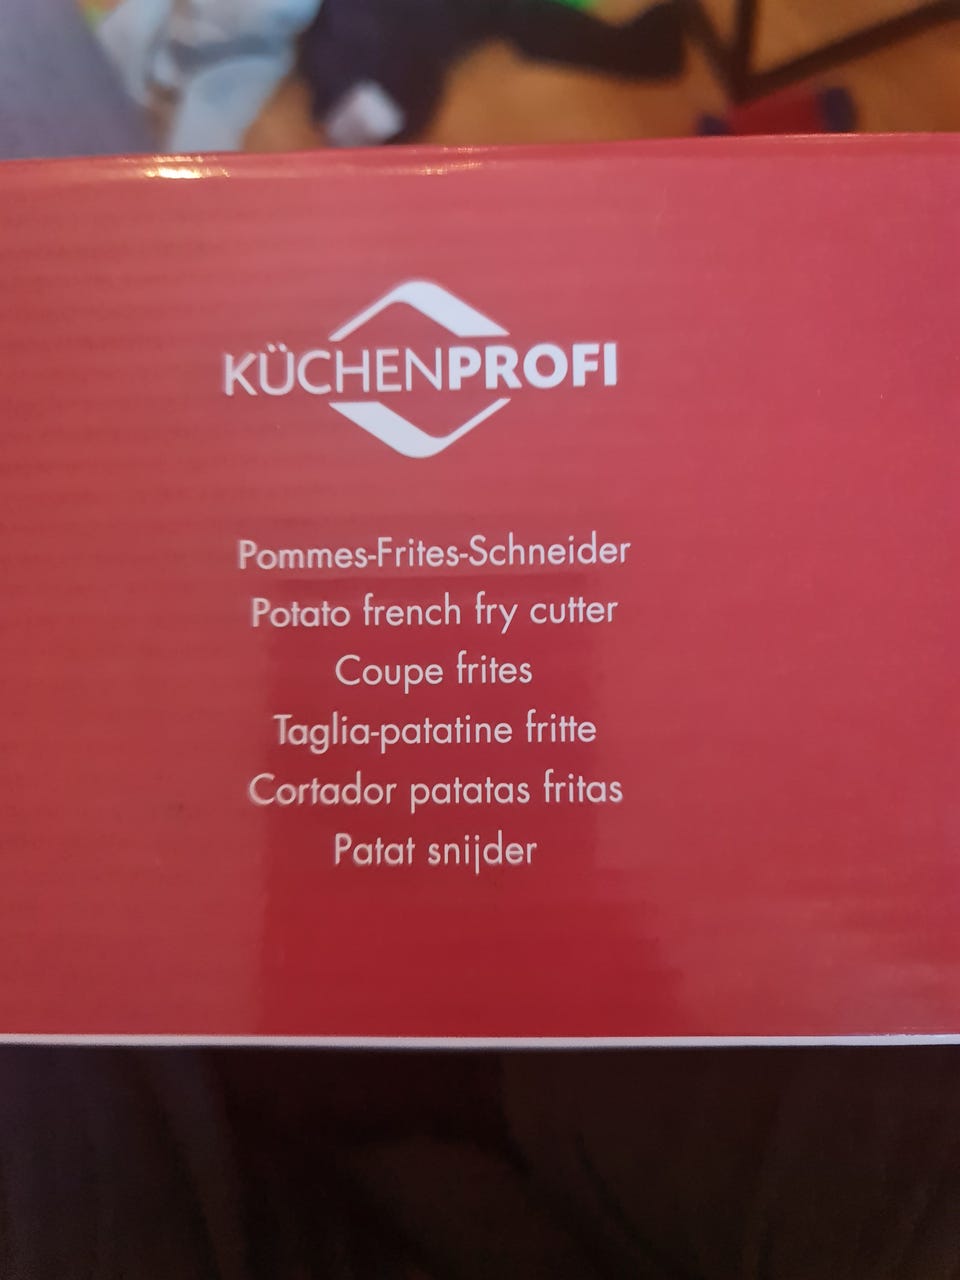 KÜCHENPROFI
Pommes-Frites-Schneider
Potato french fry cutter
Coupe frites
Taglia-patatine fritte
Cortador patatas fritas
Patat snijder